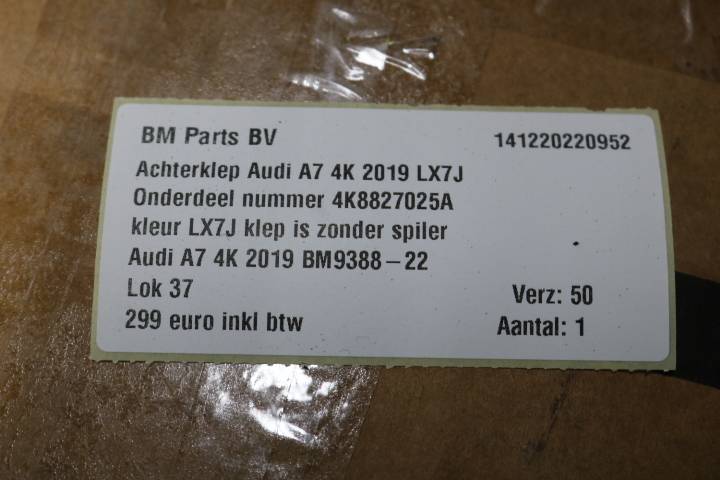 BM Parts BV 141220220952
Achterklep Audi A7 4K 2019 LX7J
Onderdeel nummer 4K8827025A
kleur LX7J klep is zonder spiler
Audi A7 4K 2019 BM9388-22
Lok 37 Verz: 50
299 euro inkl btw Aantal: 1